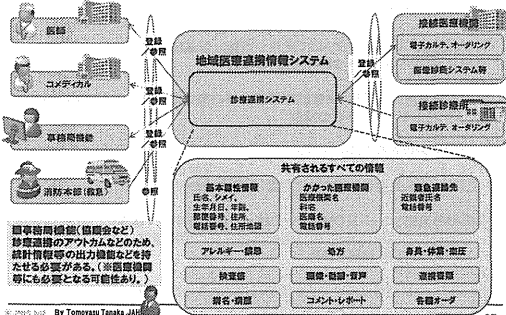 医師
コメディカル
事務局機能
消防本部(救急)
登録
参照
登録
参照
登録
参照
参照
地域医療連携情報システム
診療連携システム
登録
参照
接続医療機関
電子カルテ、オーダリング
医療診断システム等
接続診療所
電子カルテ、オーダリング
共有されるすべての情報
基本属性情報
氏名、シメイ、
生年月日、年齢、
郵便番号、住所、
電話番号、住所地図
かかった医療機関
医療機関名
科名
医師名
電話番号
緊急連絡先
近親者氏名
電話番号
アレルギー・禁忌
処方
身長・体重・血圧
検査値
画像・動画・音声
連携書類
病名・病歴
コメント・レポート
各種オーダ
事務局機能(協議会など)
診療連携のアウトカムなどのため、
統計情報等の出力機能などを持
たせる必要がある。(※医療機関
等にも必要となる可能性あり。)
By Tomoyasu Tanaka JAH